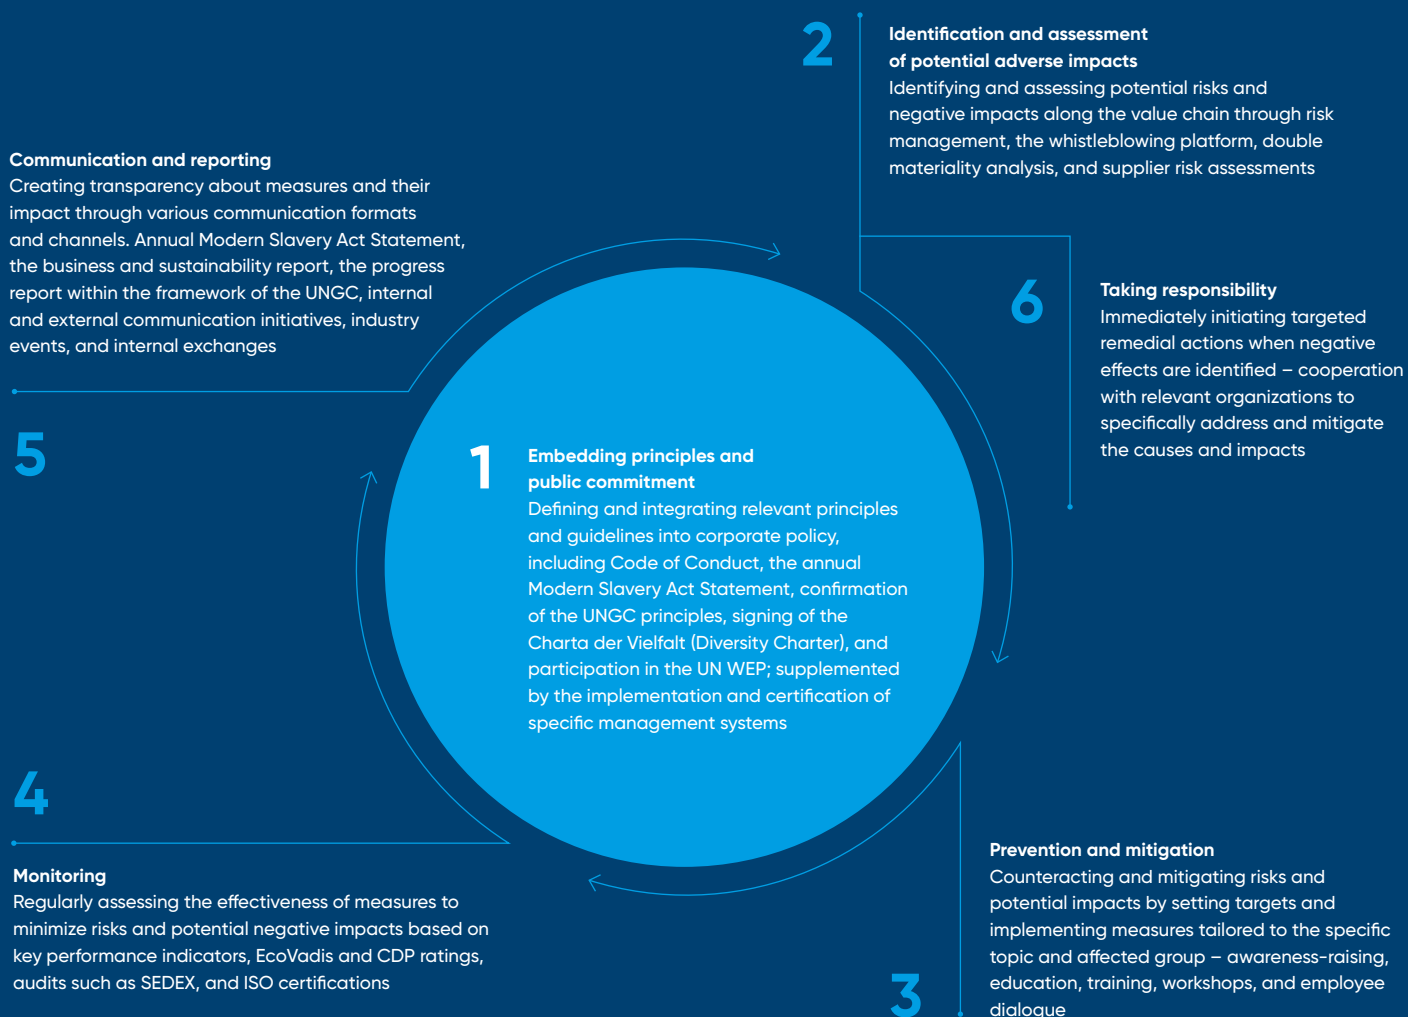 1
Embedding principles and
public commitment
Defining and integrating relevant principles
and guidelines into corporate policy,
including Code of Conduct, the annual
Modern Slavery Act Statement, confirmation
of the UNGC principles, signing of the
Charta der Vielfalt (Diversity Charter), and
participation in the UN WEP; supplemented
by the implementation and certification of
specific management systems
2
Identification and assessment
of potential adverse impacts
Identifying and assessing potential risks and
negative impacts along the value chain through risk
management, the whistleblowing platform, double
materiality analysis, and supplier risk assessments
3
Prevention and mitigation
Counteracting and mitigating risks and
potential impacts by setting targets and
implementing measures tailored to the specific
topic and affected group – awareness-raising,
education, training, workshops, and employee
dialogue
4
Monitoring
Regularly assessing the effectiveness of measures to
minimize risks and potential negative impacts based on
key performance indicators, EcoVadis and CDP ratings,
audits such as SEDEX, and ISO certifications
5
Communication and reporting
Creating transparency about measures and their
impact through various communication formats
and channels. Annual Modern Slavery Act Statement,
the business and sustainability report, the progress
report within the framework of the UNGC, internal
and external communication initiatives, industry
events, and internal exchanges
6
Taking responsibility
Immediately initiating targeted
remedial actions when negative
effects are identified – cooperation
with relevant organizations to
specifically address and mitigate
the causes and impacts